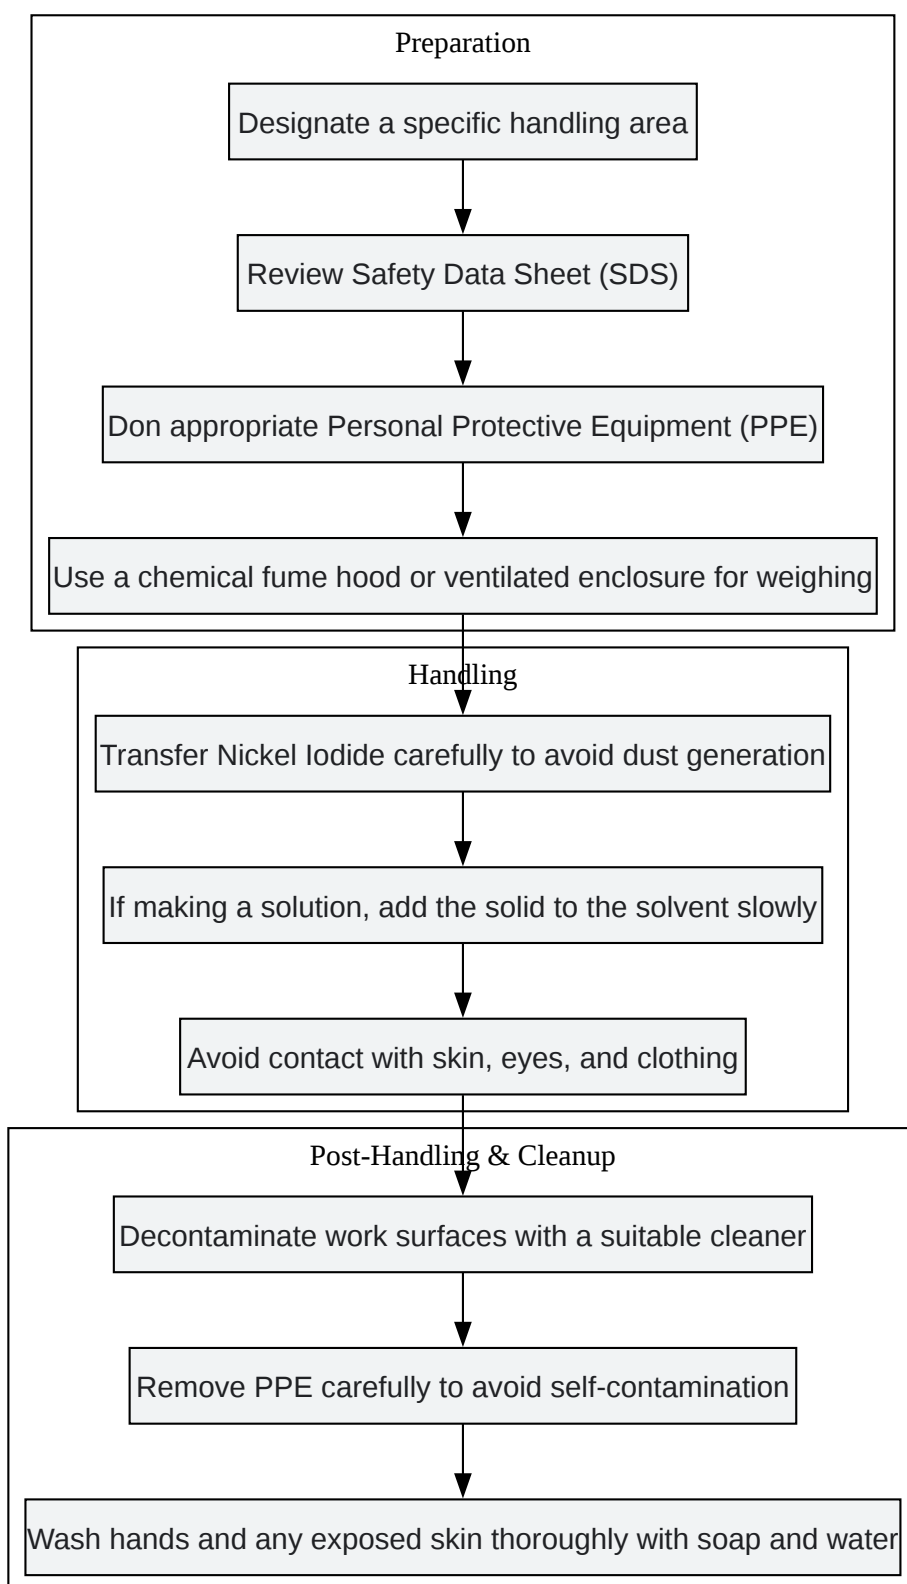 Preparation
Designate a specific handling area
Review Safety Data Sheet (SDS)
Don appropriate Personal Protective Equipment (PPE)
Use a chemical fume hood or ventilated enclosure for weighing
Handling
Transfer Nickel Iodide carefully to avoid dust generation
If making a solution, add the solid to the solvent slowly
Avoid contact with skin, eyes, and clothing
Post-Handling & Cleanup
Decontaminate work surfaces with a suitable cleaner
Remove PPE carefully to avoid self-contamination
Wash hands and any exposed skin thoroughly with soap and water